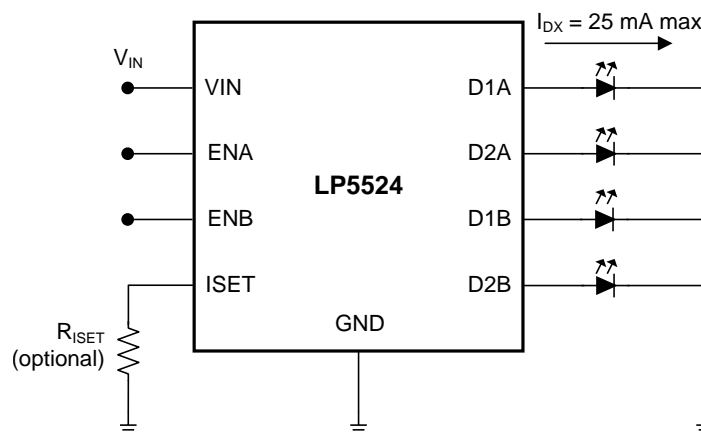 I_DX = 25 mA max
V_IN
VIN
D1A
ENA
D2A
LP5524
ENB
D1B
ISET
D2B
GND
R_ISET
(optional)